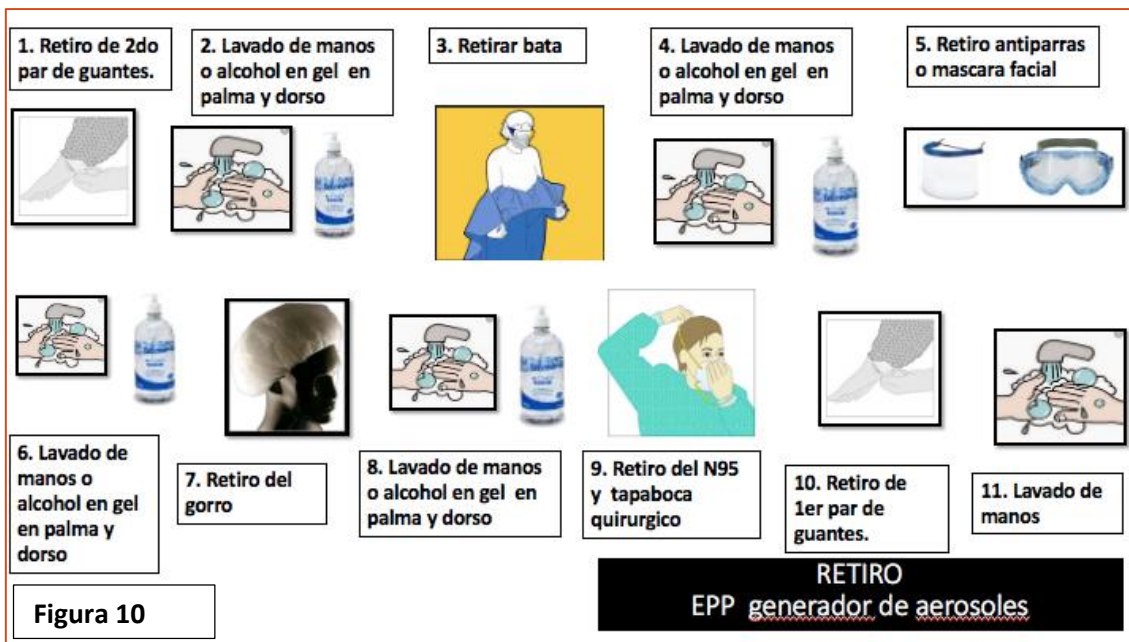 1. Retiro de 2do
par de guantes.
2. Lavado de manos
o alcohol en gel en
palma y dorso
3. Retirar bata
4. Lavado de manos
o alcohol en gel en
palma y dorso
5. Retiro antiparras
o mascara facial
6. Lavado de
manos o
alcohol en gel
en palma y
dorso
7. Retiro del
gorro
8. Lavado de manos
o alcohol en gel en
palma y dorso
9. Retiro del N95
y tapaboca
quirurgico
10. Retiro de
1er par de
guantes.
11. Lavado de
manos
RETIRO
EPP generador de aerosoles
Figura 10